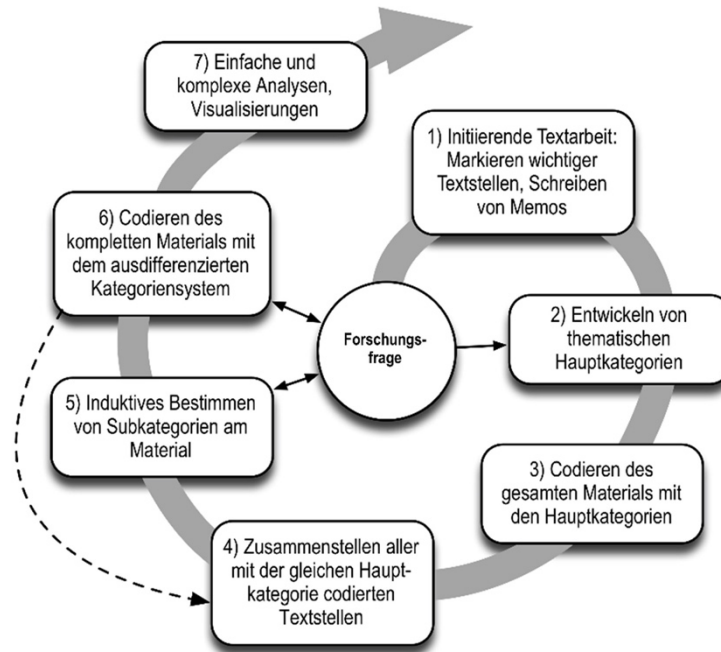 7) Einfache und
komplexe Analysen,
Visualisierungen
1) Initiierende Textarbeit:
Markieren wichtiger
Textstellen, Schreiben
von Memos
6) Codieren des
kompletten Materials mit
dem ausdifferenzierten
Kategoriensystem
Forschungs-
frage
2) Entwickeln von
thematischen
Hauptkategorien
5) Induktives Bestimmen
von Subkategorien am
Material
3) Codieren des
gesamten Materials mit
den Hauptkategorien
4) Zusammenstellen aller
mit der gleichen Haupt-
kategorie codierten
Textstellen